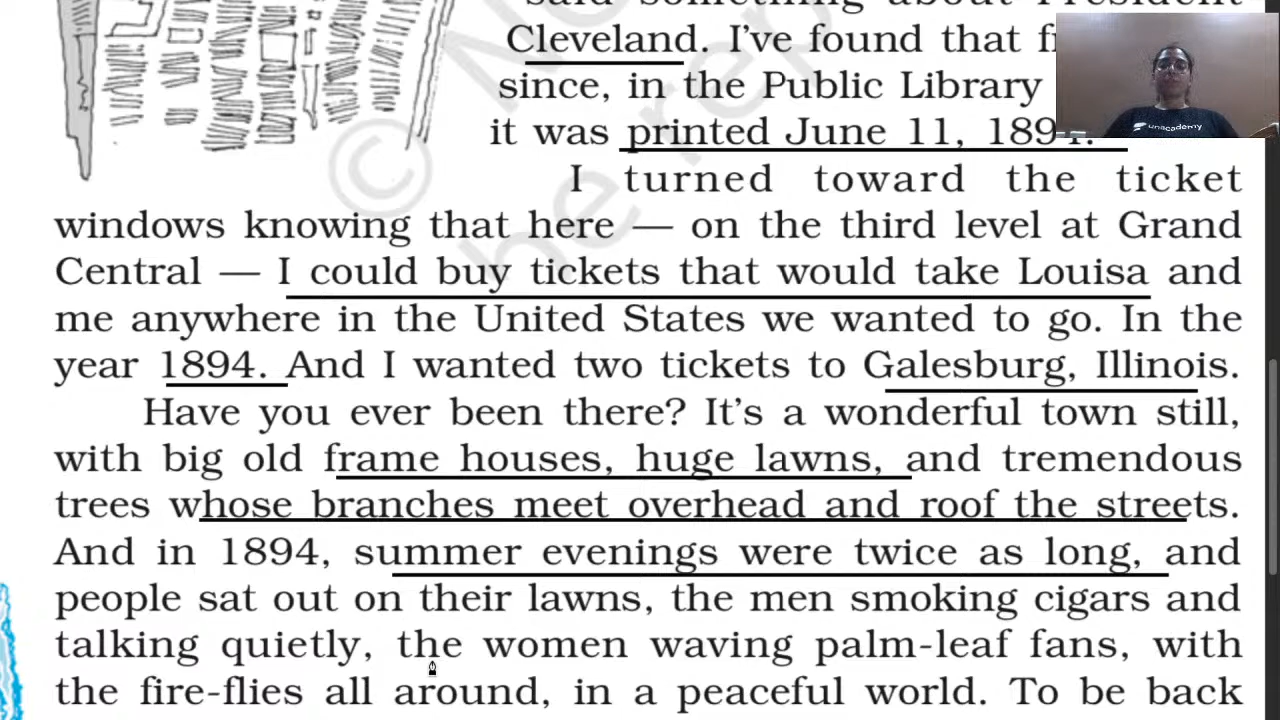 said something about President
Cleveland. I've found that
since, in the Public Library
it was printed June 11, 1894.
I turned toward the ticket
windows knowing that here — on the third level at Grand
Central — I could buy tickets that would take Louisa and
me anywhere in the United States we wanted to go. In the
year 1894. And I wanted two tickets to Galesburg, Illinois.
Have you ever been there? It's a wonderful town still,
with big old frame houses, huge lawns, and tremendous
trees whose branches meet overhead and roof the streets.
And in 1894, summer evenings were twice as long, and
people sat out on their lawns, the men smoking cigars and
talking quietly, the women waving palm-leaf fans, with
the fire-flies all around, in a peaceful world. To be back
unacademy